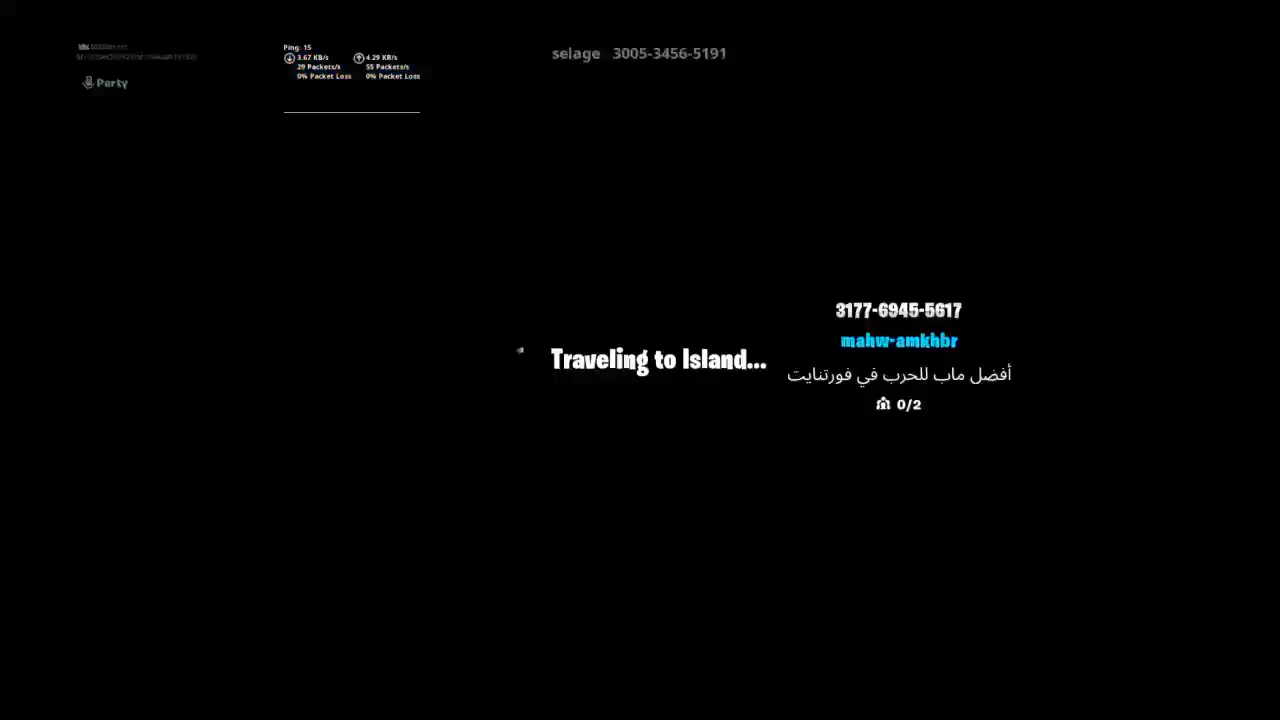 Ping: 15
3.67 KB/s 4.29 KB/s
29 Packets/s 55 Packets/s
0% Packet Loss 0% Packet Loss
selage 3005-3456-5191
Party
3177-6945-5617
mahw-amkhbr
Traveling to Island...
أفضل ماب للحرب في فورتنايت
0/2